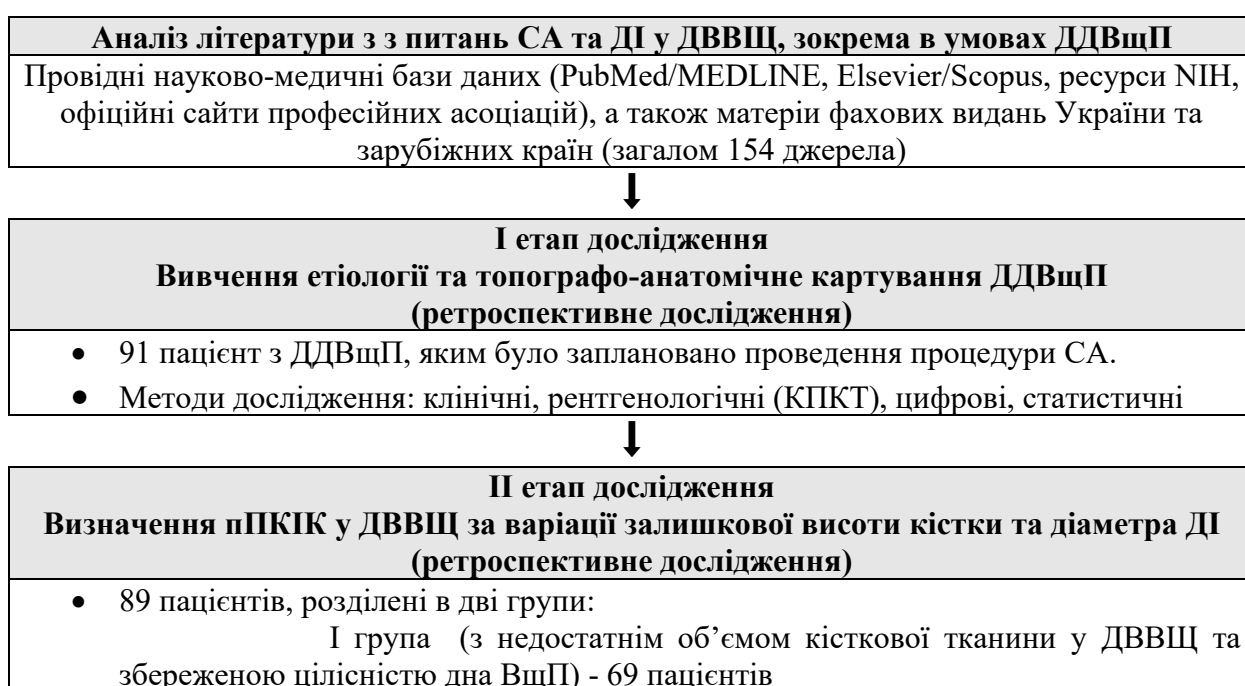 Аналіз літератури з з питань СА та ДІ у ДВВЩ, зокрема в умовах ДДВщП
Провідні науково-медичні бази даних (PubMed/MEDLINE, Elsevier/Scopus, ресурси NIH,
офіційні сайти професійних асоціацій), а також матеріи фахових видань України та
зарубіжних країн (загалом 154 джерела)
І етап дослідження
Вивчення етіології та топографо-анатомічне картування ДДВщП
(ретроспективне дослідження)
• 91 пацієнт з ДДВщП, яким було заплановано проведення процедури СА.
• Методи дослідження: клінічні, рентгенологічні (КПКТ), цифрові, статистичні
ІІ етап дослідження
Визначення пПКІК у ДВВЩ за варіації залишкової висоти кістки та діаметра ДІ
(ретроспективне дослідження)
• 89 пацієнтів, розділені в дві групи:
І група (з недостатнім об’ємом кісткової тканини у ДВВЩ та
збереженою цілісністю дна ВщП) - 69 пацієнтів